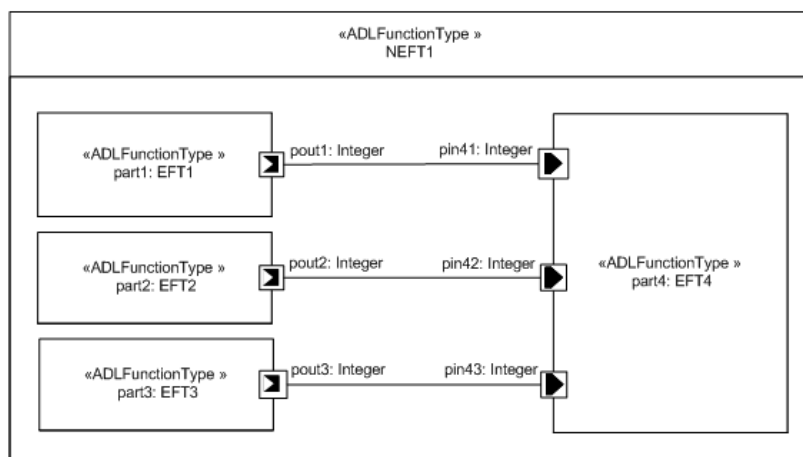 «ADLFunctionType »
NEFT1
«ADLFunctionType »
part1: EFT1
pout1: Integer
pin41: Integer
«ADLFunctionType »
part2: EFT2
pout2: Integer
pin42: Integer
«ADLFunctionType »
part4: EFT4
«ADLFunctionType »
part3: EFT3
pout3: Integer
pin43: Integer